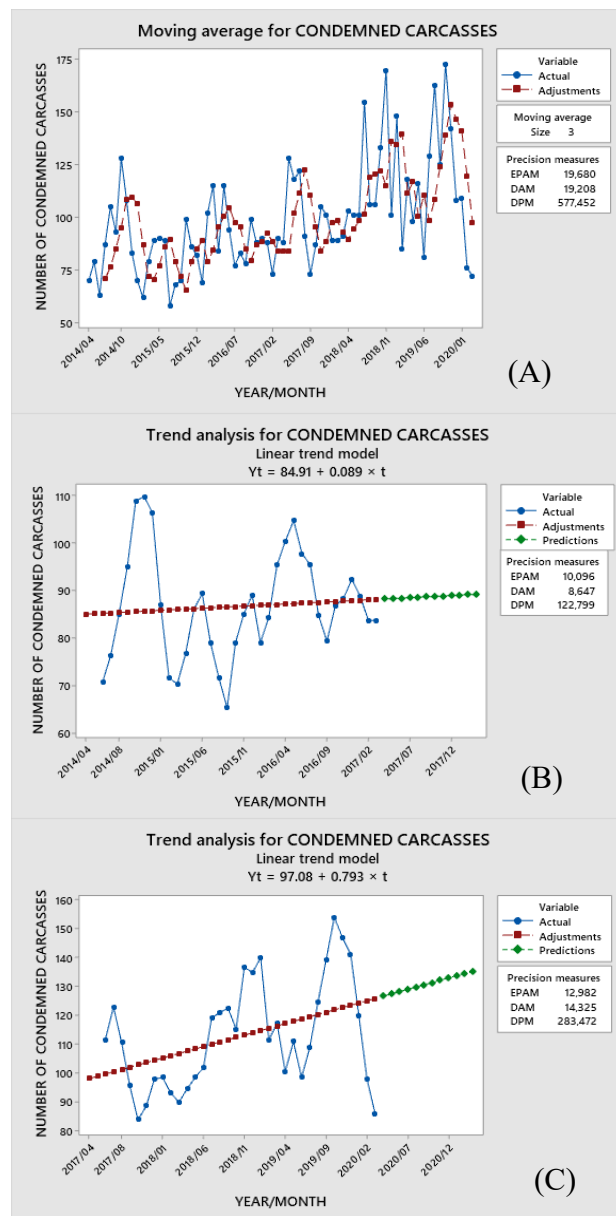 Moving average for CONDEMNED CARCASSES
NUMBER OF CONDEMNED CARCASSES
175
150
125
100
75
50
2014/04
2014/10
2015/05
2015/12
2016/07
2017/02
2017/09
2018/04
2018/11
2019/06
2020/01
YEAR/MONTH
Variable
Actual
Adjustments
Moving average
Size 3
Precision measures
EPAM 19,680
DAM 19,208
DPM 577,452
(A)
Trend analysis for CONDEMNED CARCASSES
Linear trend model
Yt = 84.91 + 0.089 × t
NUMBER OF CONDEMNED CARCASSES
110
100
90
80
70
60
2014/04
2014/08
2015/01
2015/06
2015/11
2016/04
2016/09
2017/02
2017/07
2017/12
YEAR/MONTH
Variable
Actual
Adjustments
Predictions
Precision measures
EPAM 10,096
DAM 8,647
DPM 122,799
(B)
Trend analysis for CONDEMNED CARCASSES
Linear trend model
Yt = 97.08 + 0.793 × t
NUMBER OF CONDEMNED CARCASSES
160
150
140
130
120
110
100
90
80
2017/04
2017/08
2018/01
2018/06
2018/11
2019/04
2019/09
2020/02
2020/07
2020/12
YEAR/MONTH
Variable
Actual
Adjustments
Predictions
Precision measures
EPAM 12,982
DAM 14,325
DPM 283,472
(C)